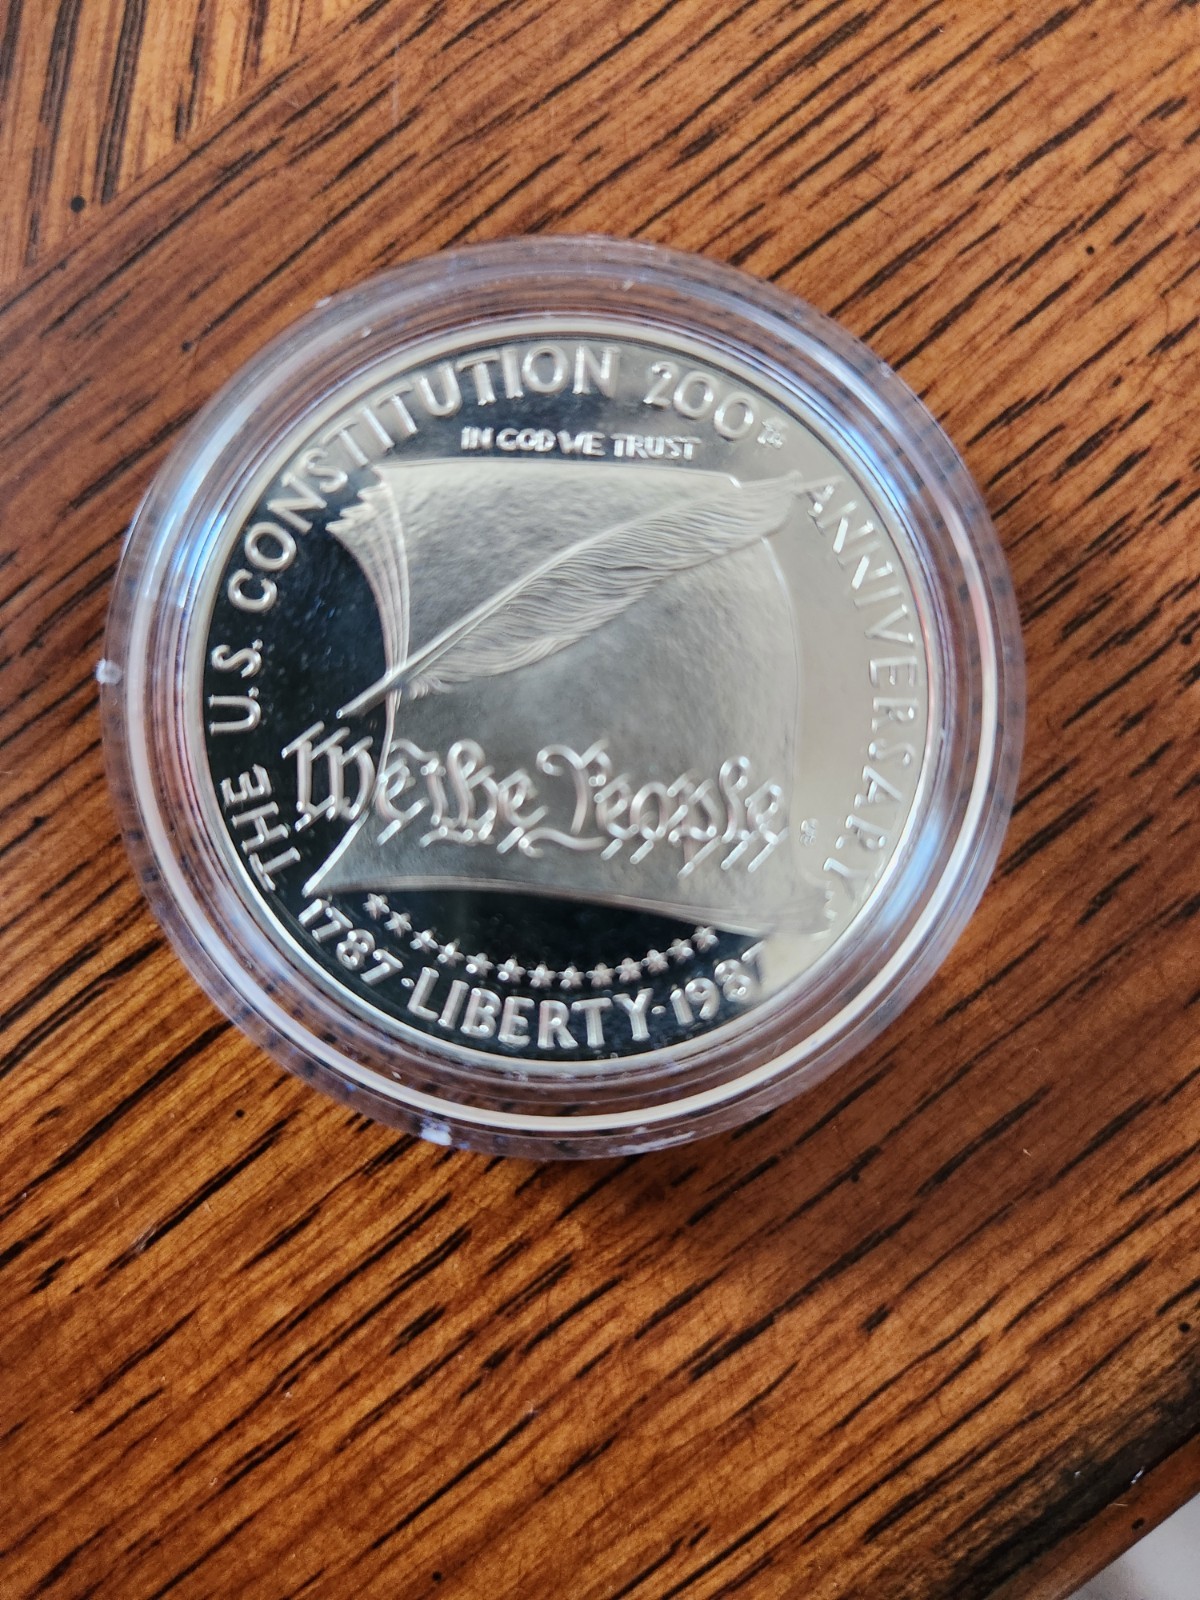 THE U.S. CONSTITUTION 200TH ANNIVERSARY
IN GOD WE TRUST
We the People
1787·LIBERTY·1987